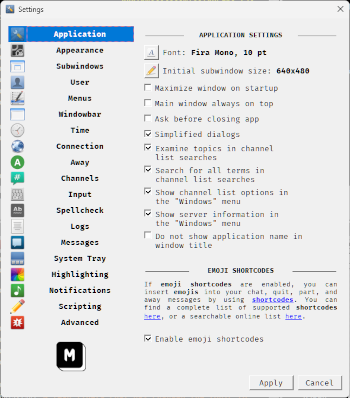 Settings
Application
Appearance
Subwindows
User
Menus
Windowbar
Time
Connection
Away
Channels
Input
Spellcheck
Logs
Messages
System Tray
Highlighting
Notifications
Scripting
Advanced
M
APPLICATION SETTINGS
Font: Fira Mono, 10 pt
Initial subwindow size: 640x480
Maximize window on startup
Main window always on top
Ask before closing app
Simplified dialogs
Examine topics in channel
list searches
Search for all terms in
channel list searches
Show channel list options in
the "Windows" menu
Show server information in
the "Windows" menu
Do not show application name in
window title
EMOJI SHORTCODES
If emoji shortcodes are enabled, you can
insert emojis into your chat, quit, part, and
away messages by using shortcodes. You can
find a complete list of supported shortcodes
here, or a searchable online list here.
Enable emoji shortcodes
Apply
Cancel